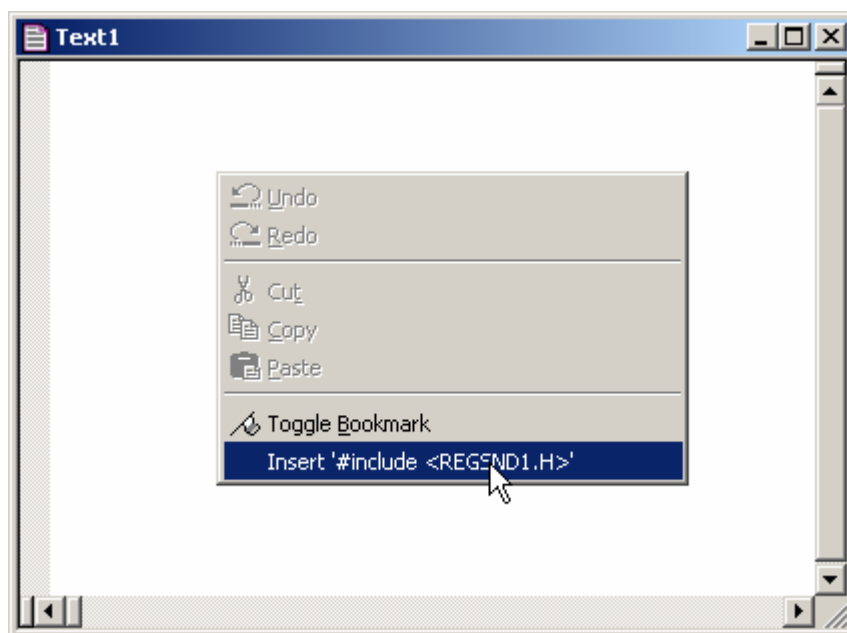 Text1
Undo
Redo
Cut
Copy
Paste
Toggle Bookmark
Insert '#include <REGSND1.H>'